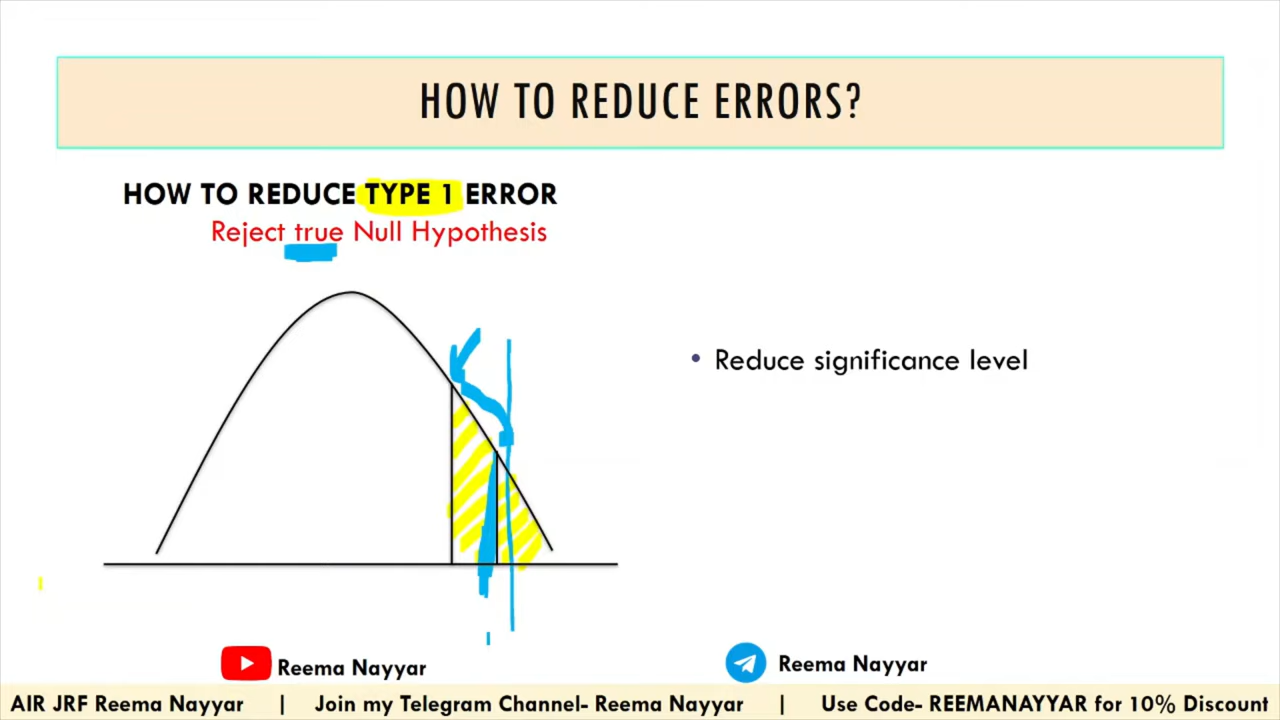 HOW TO REDUCE ERRORS?
HOW TO REDUCE TYPE 1 ERROR
Reject true Null Hypothesis
• Reduce significance level
Reema Nayyar
Reema Nayyar
AIR JRF Reema Nayyar | Join my Telegram Channel- Reema Nayyar | Use Code- REEMANAYYAR for 10% Discount